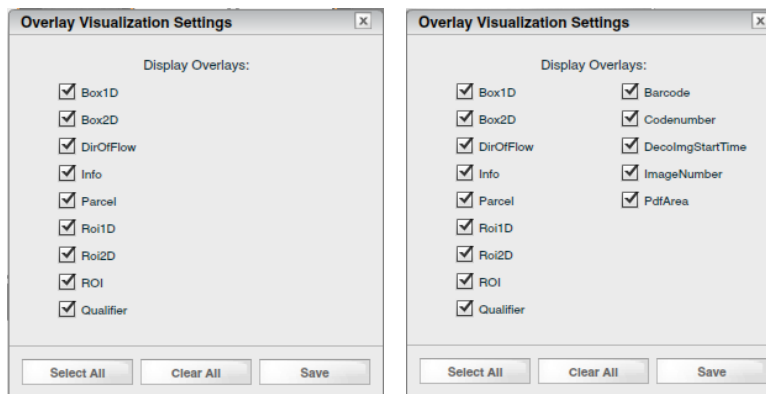 Overlay Visualization Settings
x
Display Overlays:
Box1D
Box2D
DirOfFlow
Info
Parcel
Roi1D
Roi2D
ROI
Qualifier
Select All
Clear All
Save
Overlay Visualization Settings
x
Display Overlays:
Box1D
Barcode
Box2D
Codenumber
DirOfFlow
DecoImgStartTime
Info
ImageNumber
Parcel
PdfArea
Roi1D
Roi2D
ROI
Qualifier
Select All
Clear All
Save